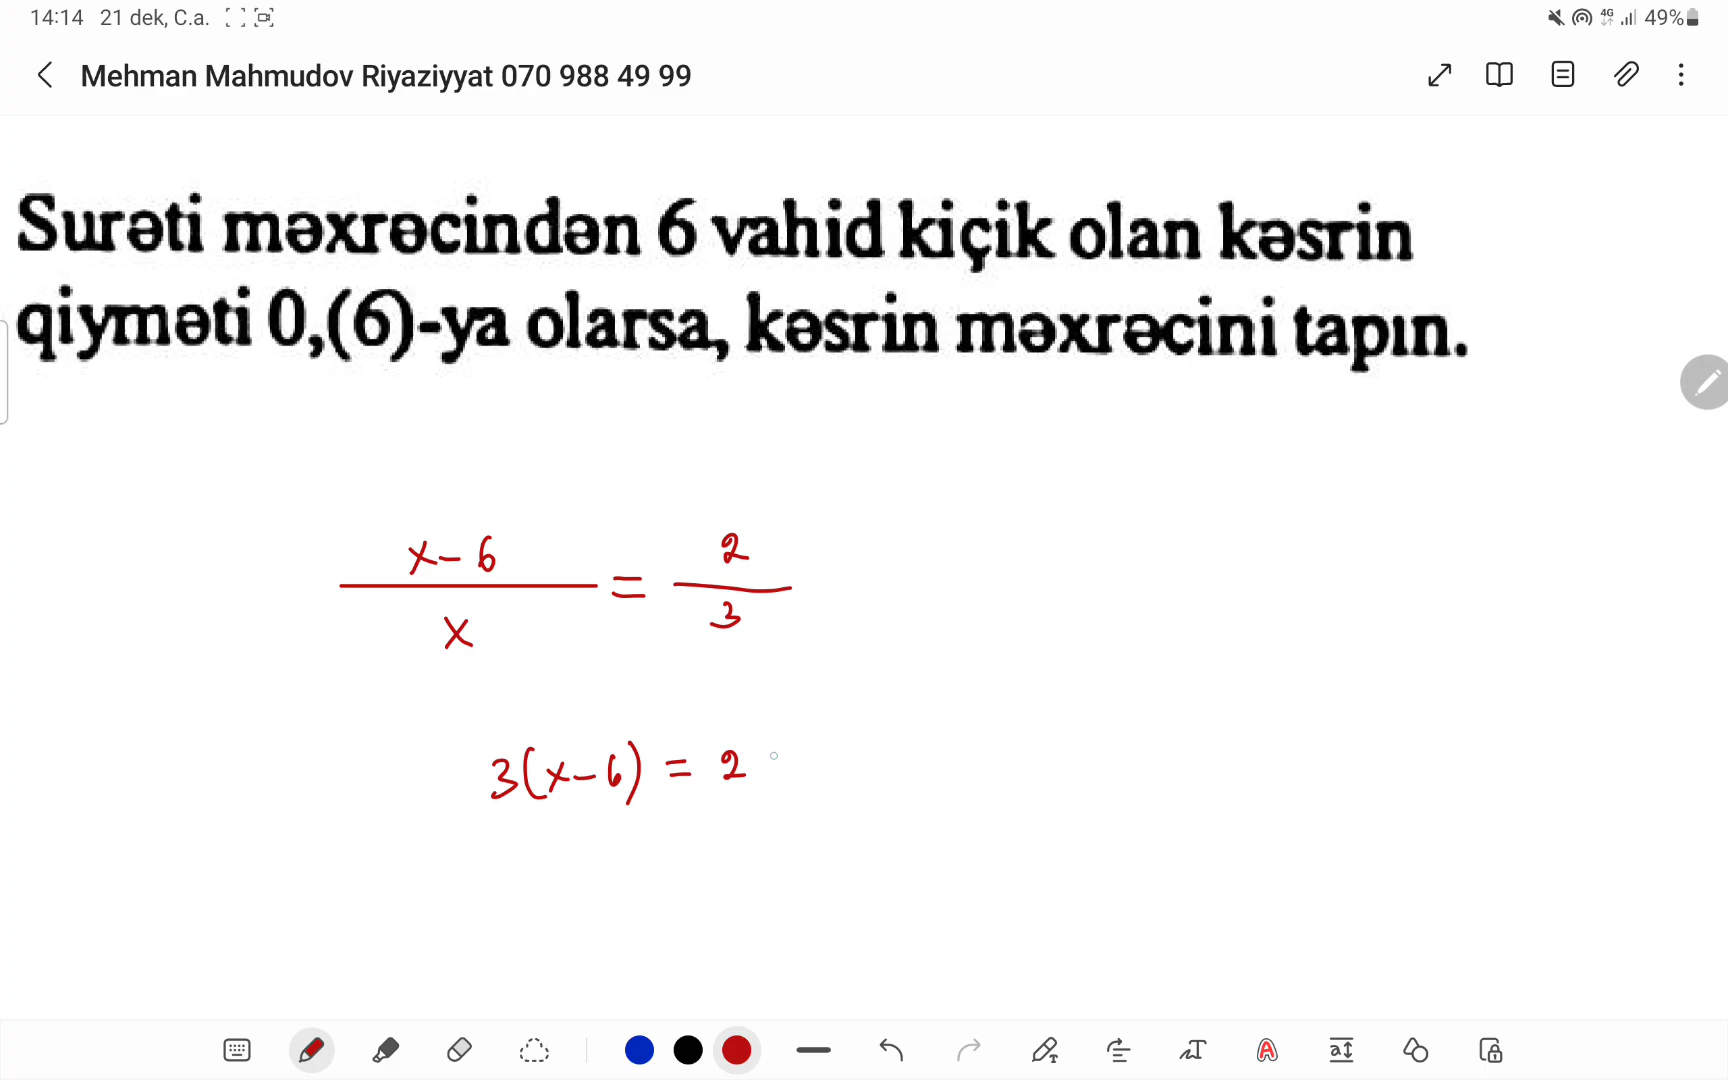 14:14 21 dek, C.a. 4G 49%
Mehman Mahmudov Riyaziyyat 070 988 49 99
Surəti məxrəcindən 6 vahid kiçik olan kəsrin
qiyməti 0,(6)-ya olarsa, kəsrin məxrəcini tapın.
x-6
x
=
2
3
3(x-6) = 2